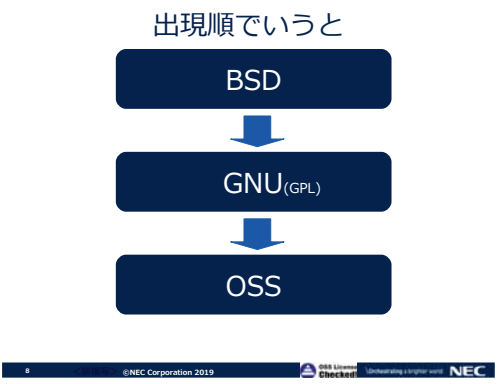 出現順でいうと
BSD
GNU(GPL)
OSS
8
©NEC Corporation 2019
OSS License
Checked!
\Orchestrating a brighter world
NEC